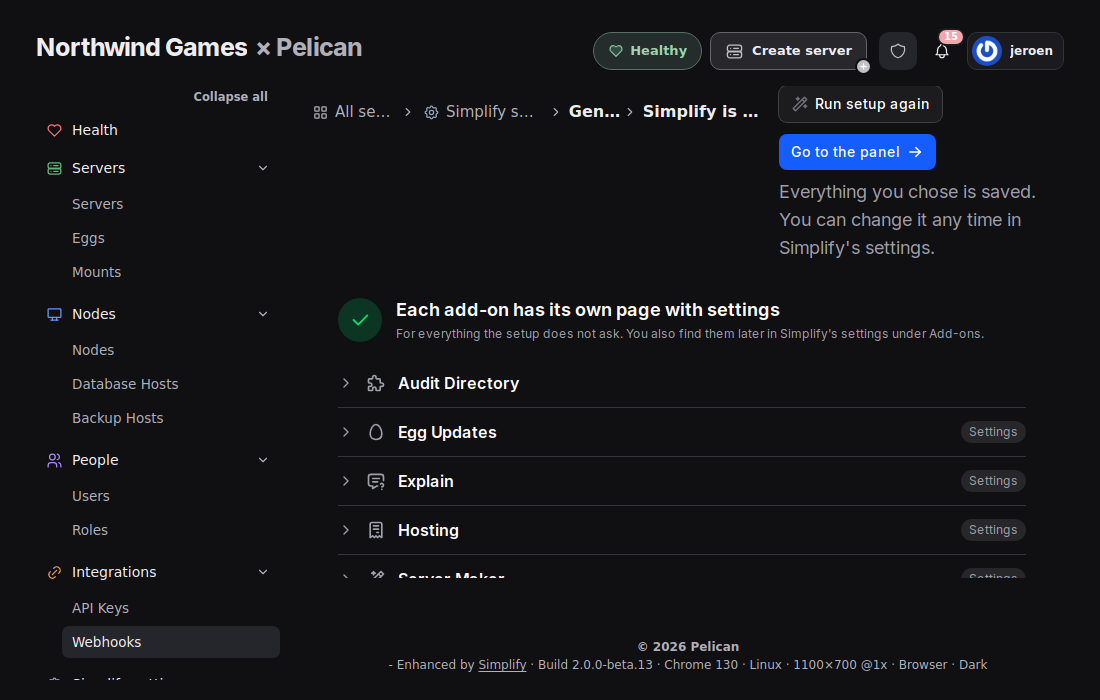 Northwind Games × Pelican
Healthy
Create server
15
jeroen
Collapse all
Health
Servers
Servers
Eggs
Mounts
Nodes
Nodes
Database Hosts
Backup Hosts
People
Users
Roles
Integrations
API Keys
Webhooks
All se…
Simplify s…
Gen…
Simplify is …
Run setup again
Go to the panel
Everything you chose is saved.
You can change it any time in
Simplify's settings.
Each add-on has its own page with settings
For everything the setup does not ask. You also find them later in Simplify's settings under Add-ons.
Audit Directory
Egg Updates
Settings
Explain
Settings
Hosting
Settings
Server Maker
Settings
© 2026 Pelican
- Enhanced by Simplify · Build 2.0.0-beta.13 · Chrome 130 · Linux · 1100×700 @1x · Browser · Dark